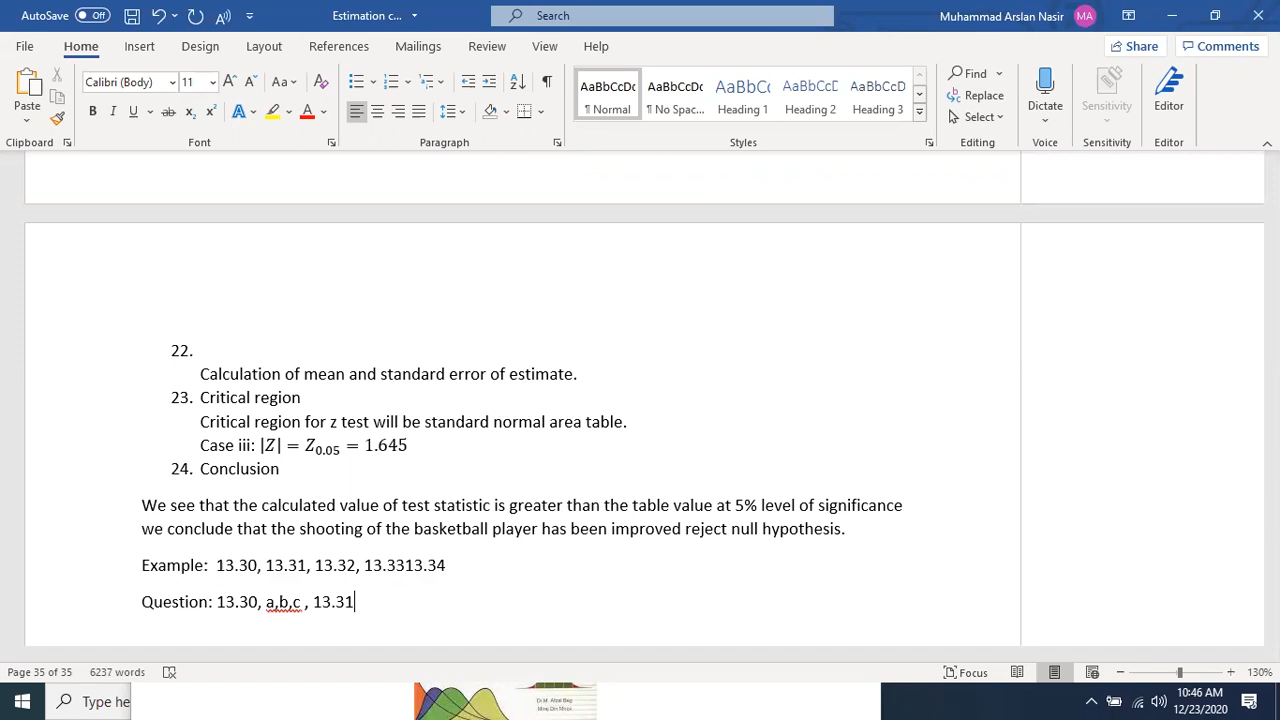 AutoSave Off
Document1 - Word
Search
Muhammad Arslan Nasir MA
File Home Insert Design Layout References Mailings Review View Help Share Comments
Calibri (Body) 11
Paste
AaBbCcDc AaBbCcDc AaBbCc AaBbCcD AaBbCcD
¶ Normal ¶ No Spac... Heading 1 Heading 2 Heading 3
Find
Replace
Select
Dictate Sensitivity Editor
Clipboard Font Paragraph Styles Editing Voice Sensitivity Editor
22.
Calculation of mean and standard error of estimate.
23. Critical region
Critical region for z test will be standard normal area table.
Case iii: |Z| = Z0.05 = 1.645
24. Conclusion
We see that the calculated value of test statistic is greater than the table value at 5% level of significance
we conclude that the shooting of the basketball player has been improved reject null hypothesis.
Example: 13.30, 13.31, 13.32, 13.3313.34
Question: 13.30, a,b,c , 13.31
Page 35 of 35 6237 words Focus 130%
Type he
10:46 AM
12/23/2020